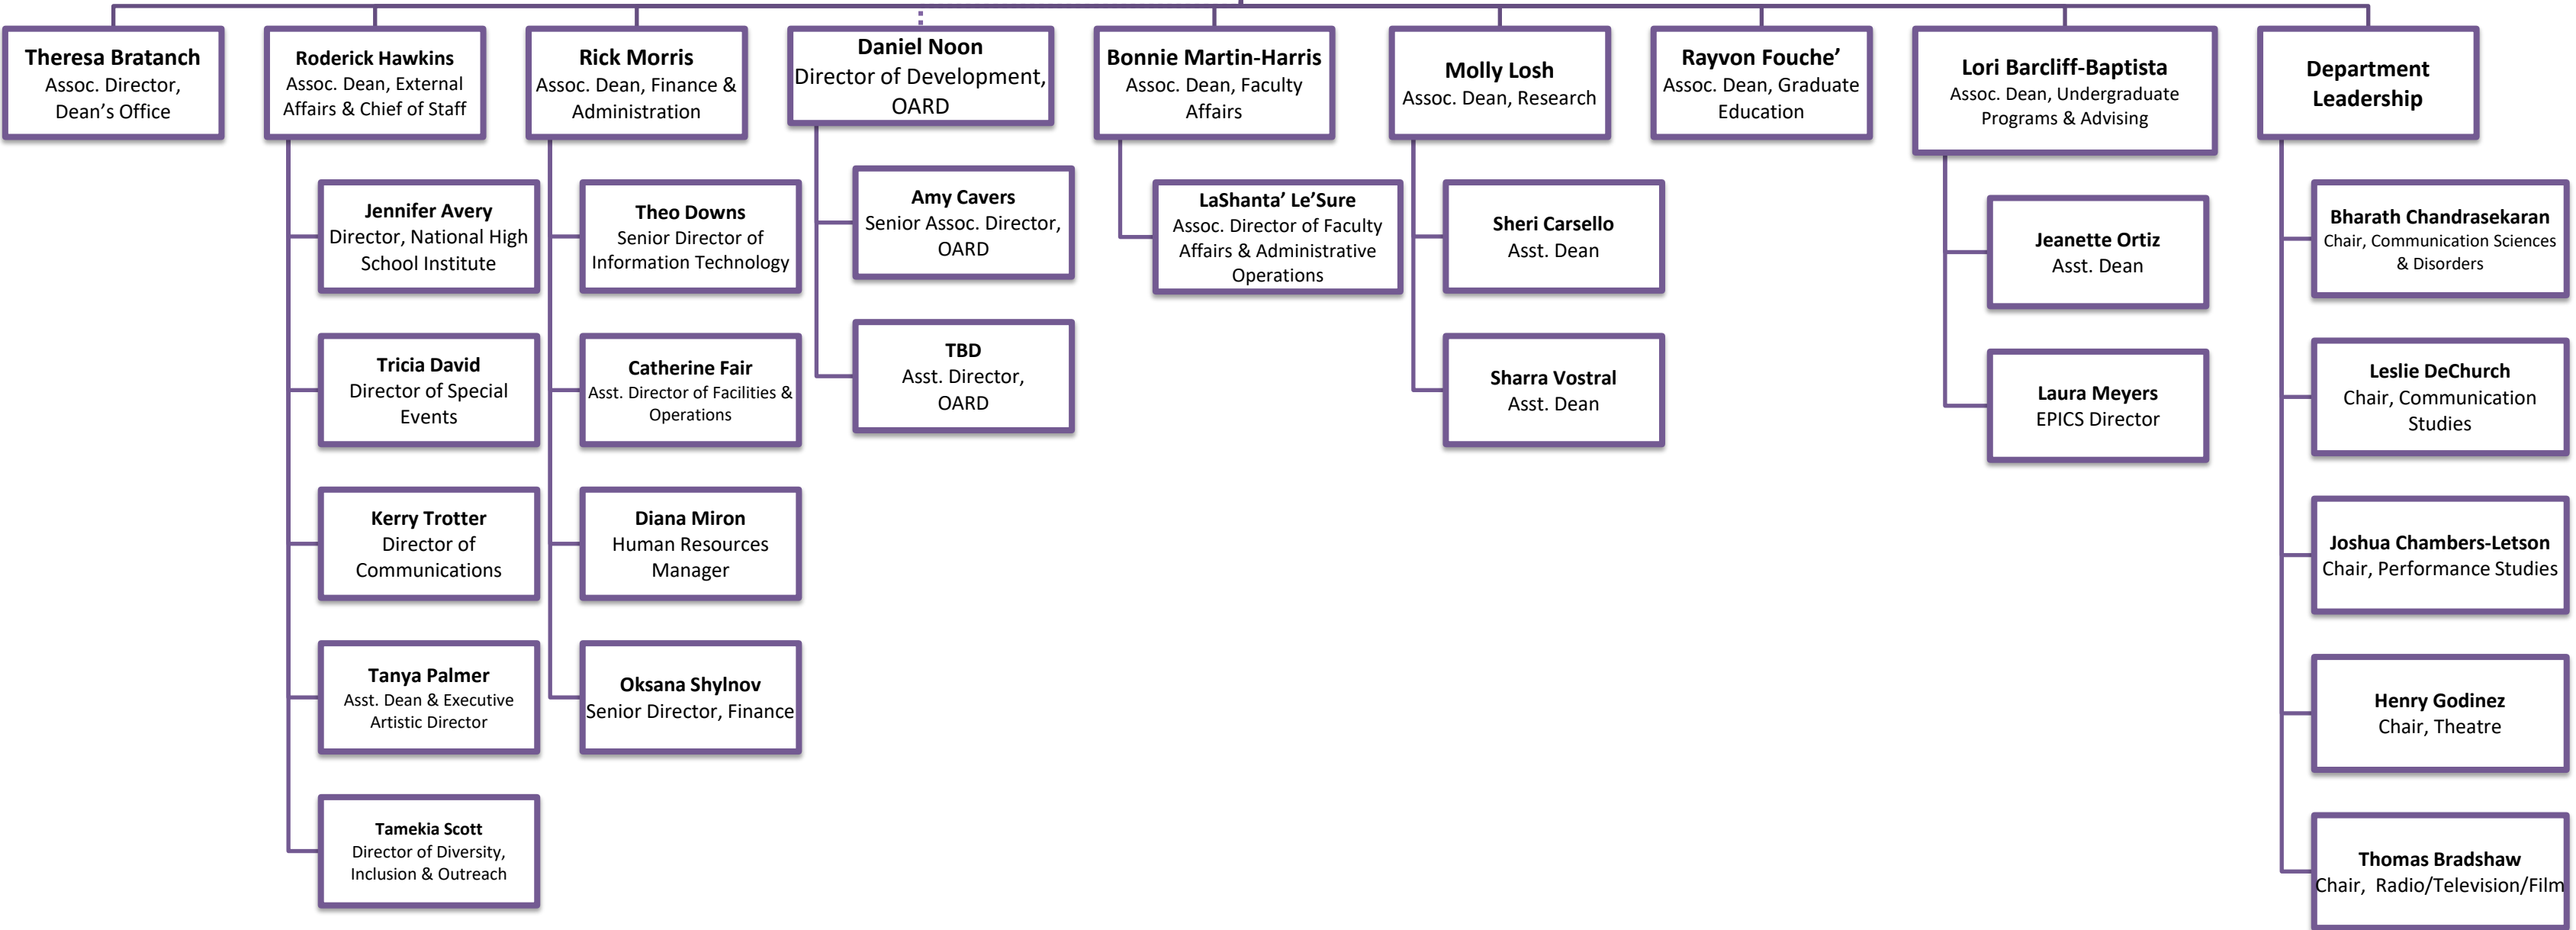 Theresa Bratanch
Assoc. Director,
Dean’s Office
Roderick Hawkins
Assoc. Dean, External
Affairs & Chief of Staff
Rick Morris
Assoc. Dean, Finance &
Administration
Daniel Noon
Director of Development,
OARD
Bonnie Martin-Harris
Assoc. Dean, Faculty
Affairs
Molly Losh
Assoc. Dean, Research
Rayvon Fouche’
Assoc. Dean, Graduate
Education
Lori Barcliff-Baptista
Assoc. Dean, Undergraduate
Programs & Advising
Department
Leadership
Jennifer Avery
Director, National High
School Institute
Tricia David
Director of Special
Events
Kerry Trotter
Director of
Communications
Tanya Palmer
Asst. Dean & Executive
Artistic Director
Tamekia Scott
Director of Diversity,
Inclusion & Outreach
Theo Downs
Senior Director of
Information Technology
Catherine Fair
Asst. Director of Facilities &
Operations
Diana Miron
Human Resources
Manager
Oksana Shylnov
Senior Director, Finance
Amy Cavers
Senior Assoc. Director,
OARD
TBD
Asst. Director,
OARD
LaShanta’ Le’Sure
Assoc. Director of Faculty
Affairs & Administrative
Operations
Sheri Carsello
Asst. Dean
Sharra Vostral
Asst. Dean
Jeanette Ortiz
Asst. Dean
Laura Meyers
EPICS Director
Bharath Chandrasekaran
Chair, Communication Sciences
& Disorders
Leslie DeChurch
Chair, Communication
Studies
Joshua Chambers-Letson
Chair, Performance Studies
Henry Godinez
Chair, Theatre
Thomas Bradshaw
Chair, Radio/Television/Film